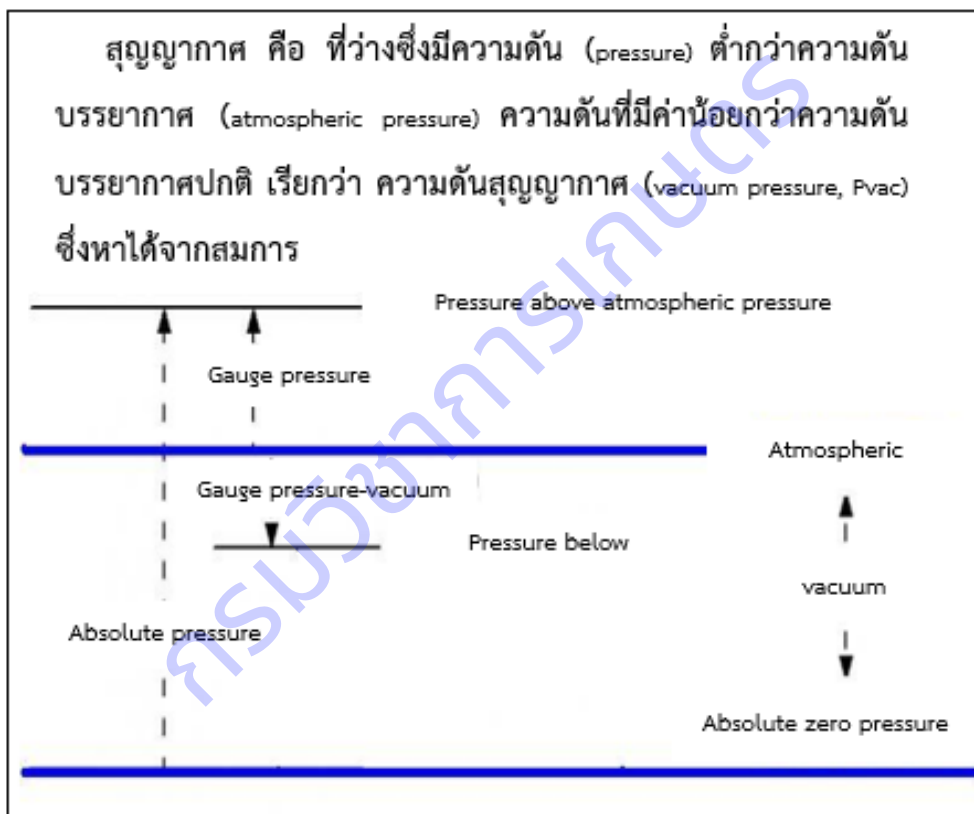 สุญญากาศ คือ ที่ว่างซึ่งมีความดัน (pressure) ต่ำกว่าความดัน
บรรยากาศ (atmospheric pressure) ความดันที่มีค่าน้อยกว่าความดัน
บรรยากาศปกติ เรียกว่า ความดันสุญญากาศ (vacuum pressure, Pvac)
ซึ่งหาได้จากสมการ
Pressure above atmospheric pressure
Gauge pressure
Atmospheric
Gauge pressure-vacuum
Pressure below
vacuum
Absolute pressure
Absolute zero pressure
กรมวิชาการเกษตร